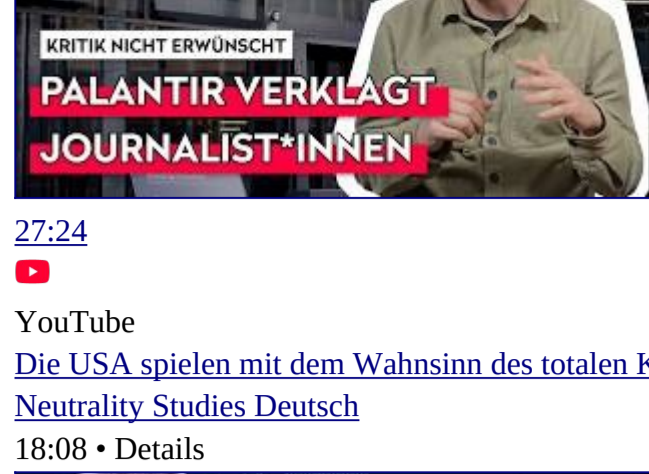 KRITIK NICHT ERWÜNSCHT
PALANTIR VERKLAGT
JOURNALIST*INNEN
27:24
YouTube
Die USA spielen mit dem Wahnsinn des totalen
Neutrality Studies Deutsch
18:08 • Details